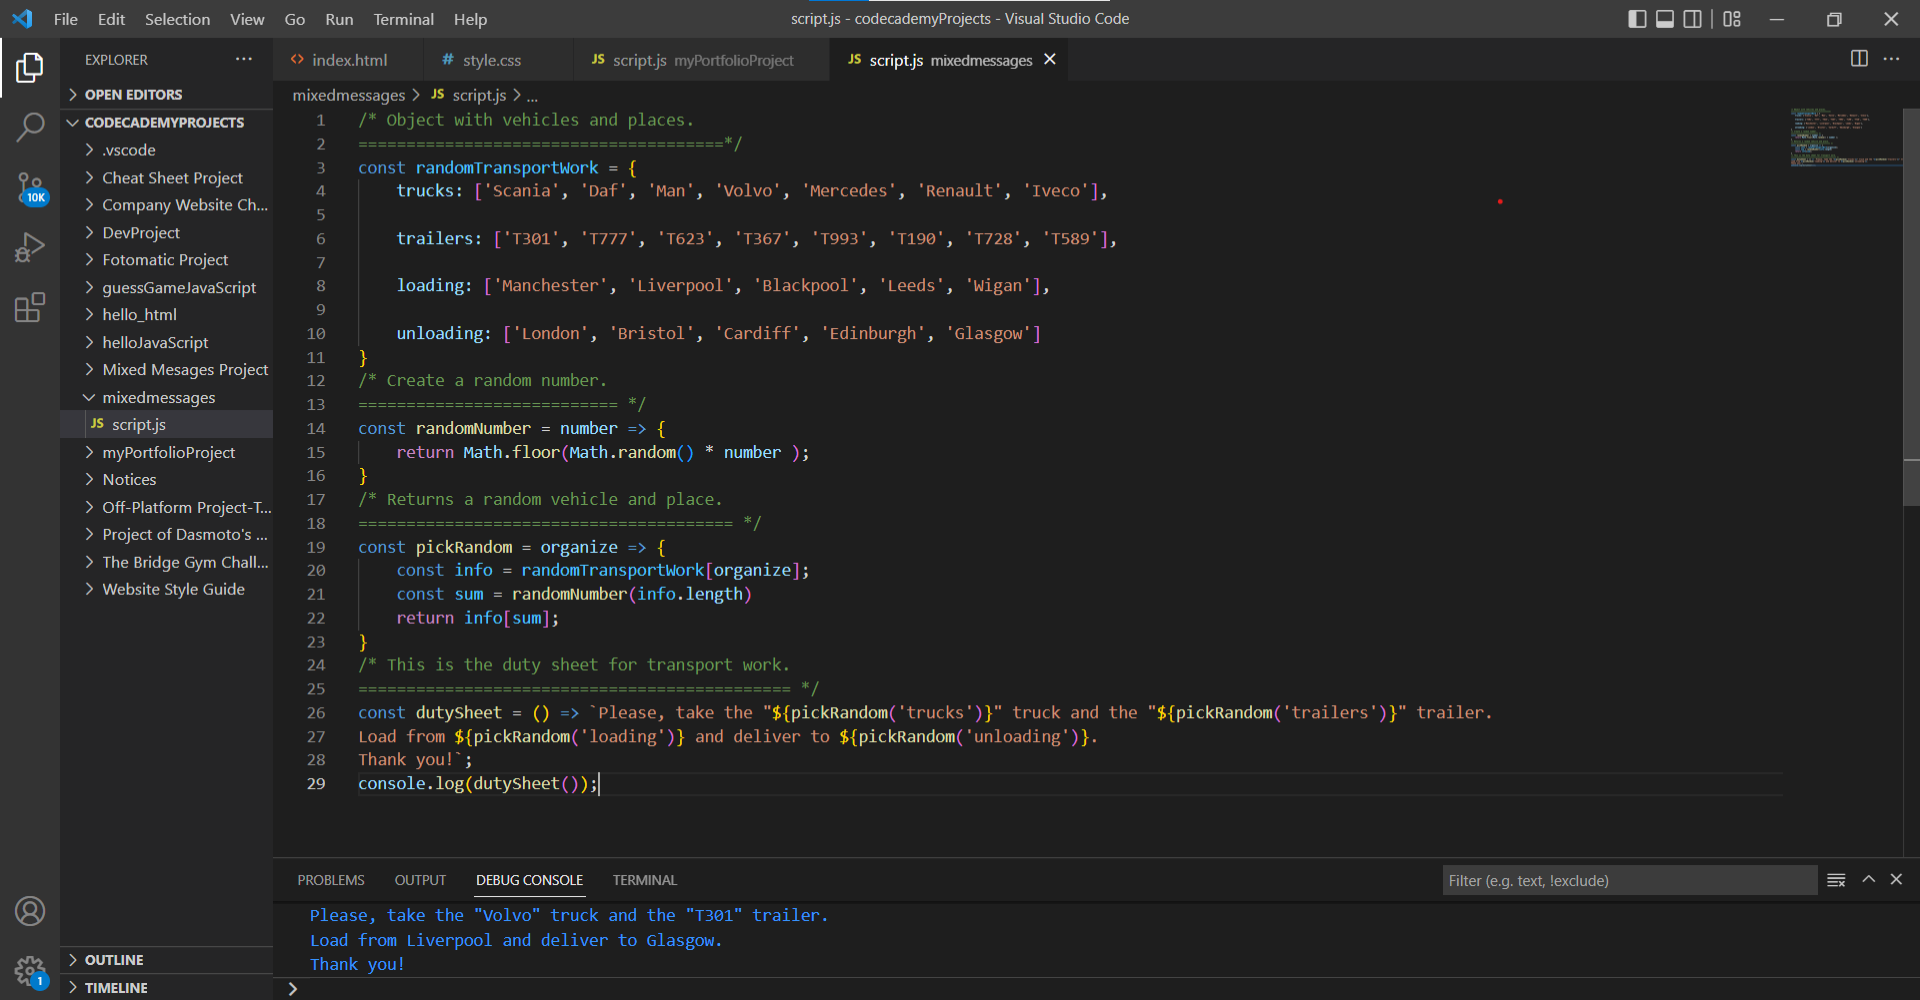 File Edit Selection View Go Run Terminal Help
script.js - codecademyProjects - Visual Studio Code
EXPLORER
OPEN EDITORS
CODECADEMYPROJECTS
.vscode
Cheat Sheet Project
Company Website Ch...
DevProject
Fotomatic Project
guessGameJavaScript
hello_html
helloJavaScript
Mixed Mesages Project
mixedmessages
JS script.js
myPortfolioProject
Notices
Off-Platform Project-T...
Project of Dasmoto's ...
The Bridge Gym Chall...
Website Style Guide
OUTLINE
TIMELINE
10K
1
<> index.html
# style.css
JS script.js myPortfolioProject
JS script.js mixedmessages
mixedmessages > JS script.js > ...
1 /* Object with vehicles and places.
2 ======================================*/
3 const randomTransportWork = {
4 trucks: ['Scania', 'Daf', 'Man', 'Volvo', 'Mercedes', 'Renault', 'Iveco'],
5
6 trailers: ['T301', 'T777', 'T623', 'T367', 'T993', 'T190', 'T728', 'T589'],
7
8 loading: ['Manchester', 'Liverpool', 'Blackpool', 'Leeds', 'Wigan'],
9
10 unloading: ['London', 'Bristol', 'Cardiff', 'Edinburgh', 'Glasgow']
11 }
12 /* Create a random number.
13 =========================== */
14 const randomNumber = number => {
15 return Math.floor(Math.random() * number );
16 }
17 /* Returns a random vehicle and place.
18 ======================================= */
19 const pickRandom = organize => {
20 const info = randomTransportWork[organize];
21 const sum = randomNumber(info.length)
22 return info[sum];
23 }
24 /* This is the duty sheet for transport work.
25 ============================================= */
26 const dutySheet = () => `Please, take the "${pickRandom('trucks')}" truck and the "${pickRandom('trailers')}" trailer.
27 Load from ${pickRandom('loading')} and deliver to ${pickRandom('unloading')}.
28 Thank you!`;
29 console.log(dutySheet());
PROBLEMS OUTPUT DEBUG CONSOLE TERMINAL
Filter (e.g. text, !exclude)
Please, take the "Volvo" truck and the "T301" trailer.
Load from Liverpool and deliver to Glasgow.
Thank you!
>